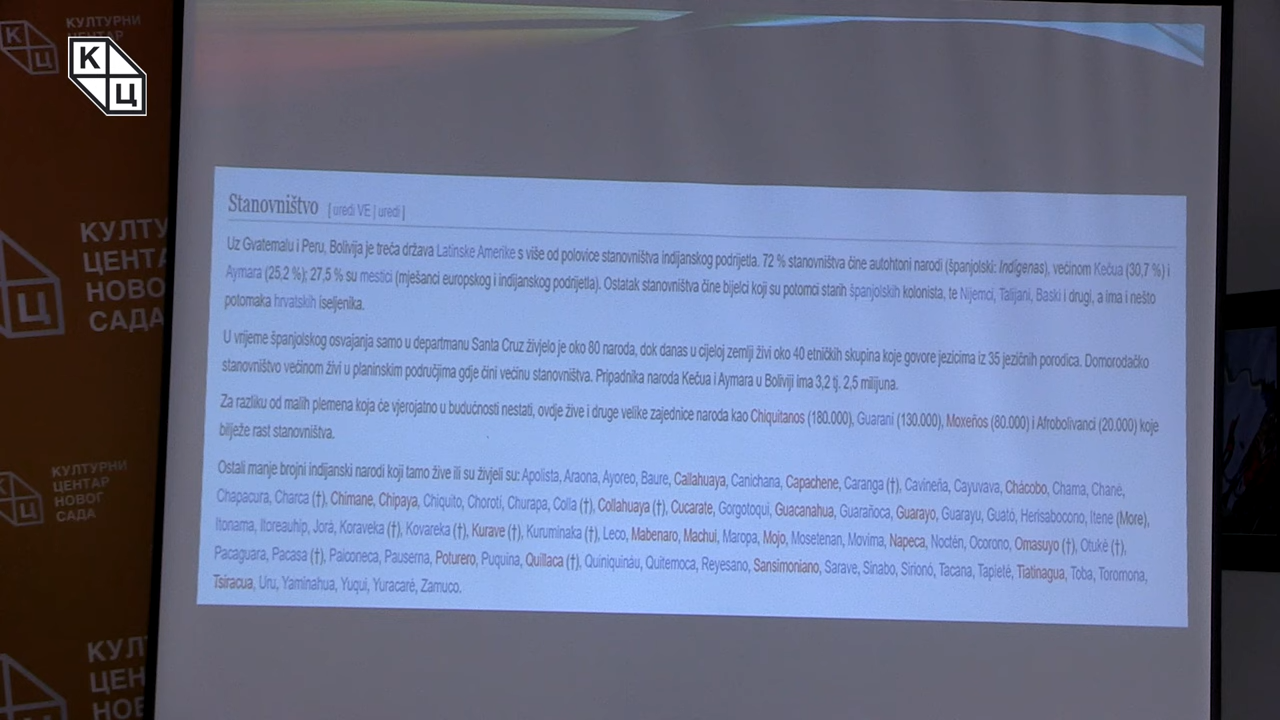 КУЛТУРНИ
ЦЕНТАР
К
Ц
КУЛТУ
ЦЕНТА
НОВО
САДА
Ц
КУЛТУРНИ
ЦЕНТАР
НОВОГ
САДА
Ц
КУЛ
ЦЕН
НОВ
Stanovništvo [ uredi VE | uredi ]
Uz Gvatemalu i Peru, Bolivija je treća država Latinske Amerike s više od polovice stanovništva indijanskog podrijetla. 72 % stanovništva čine autohtoni narodi (španjolski: Indígenas), većinom Kečua (30,7 %) i
Aymara (25,2 %); 27,5 % su mestici (mješanci europskog i indijanskog podrijetla). Ostatak stanovništva čine bijelci koji su potomci starih španjolskih kolonista, te Nijemci, Talijani, Baski i drugi, a ima i nešto
potomaka hrvatskih iseljenika.
U vrijeme španjolskog osvajanja samo u departmanu Santa Cruz živjelo je oko 80 naroda, dok danas u cijeloj zemlji živi oko 40 etničkih skupina koje govore jezicima iz 35 jezičnih porodica. Domorodačko
stanovništvo većinom živi u planinskim područjima gdje čini većinu stanovništva. Pripadnika naroda Kečua i Aymara u Boliviji ima 3,2 tj. 2,5 milijuna.
Za razliku od malih plemena koja će vjerojatno u budućnosti nestati, ovdje žive i druge velike zajednice naroda kao Chiquitanos (180.000), Guarani (130.000), Moxeños (80.000) i Afrobolivanci (20.000) koje
bilježe rast stanovništva.
Ostali manje brojni indijanski narodi koji tamo žive ili su živjeli su: Apolista, Araona, Ayoreo, Baure, Callahuaya, Canichana, Capachene, Caranga (†), Cavineña, Cayuvava, Chácobo, Chama, Chané,
Chapacura, Charca (†), Chimane, Chipaya, Chiquito, Choroti, Churapa, Colla (†), Collahuaya (†), Cucarate, Gorgotoqui, Guacanahua, Guarañoca, Guarayo, Guarayu, Guató, Herisabocono, Itene (More),
Itonama, Itoreauhip, Jorá, Koraveka (†), Kovareka (†), Kurave (†), Kuruminaka (†), Leco, Mabenaro, Machui, Maropa, Mojo, Mosetenan, Movima, Napeca, Noctén, Ocorono, Omasuyo (†), Otuké (†),
Pacaguara, Pacasa (†), Paiconeca, Pauserna, Poturero, Puquina, Quillaca (†), Quiniquináu, Quitemoca, Reyesano, Sansimoniano, Sarave, Sinabo, Sirionó, Tacana, Tapieté, Tiatinagua, Toba, Toromona,
Tsiracua, Uru, Yaminahua, Yuqui, Yuracaré, Zamuco.